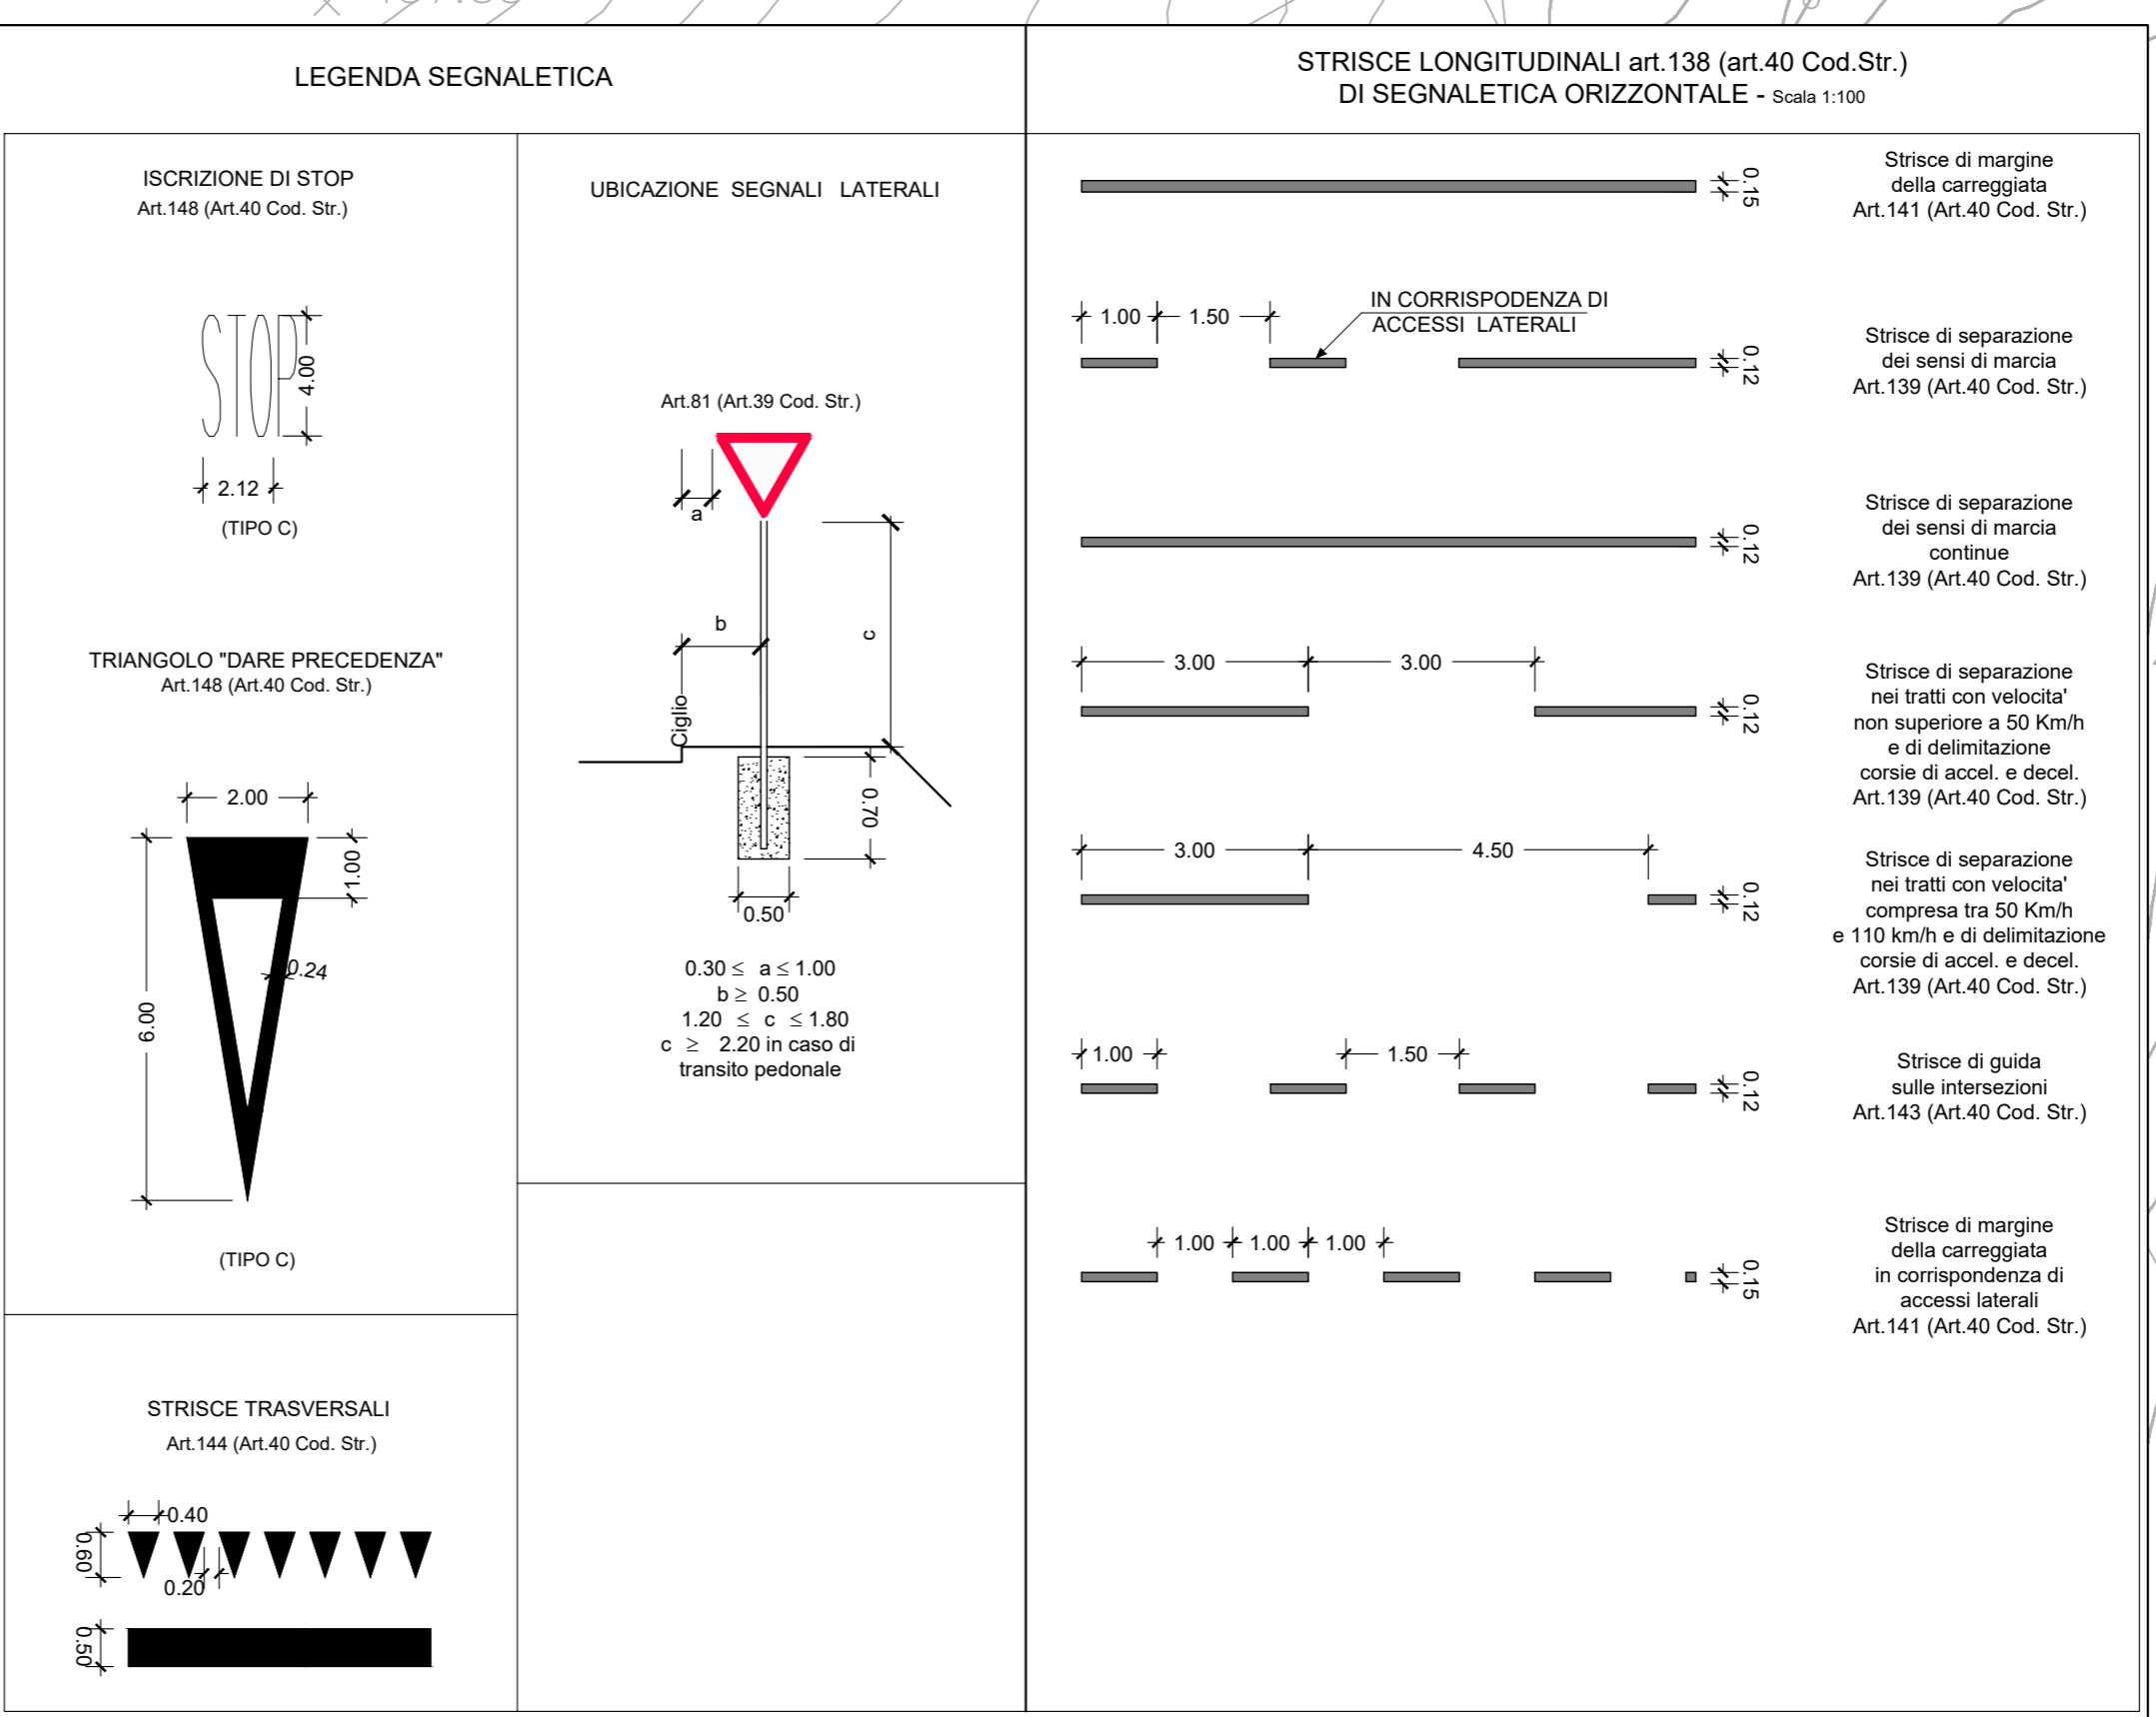 LEGENDA SEGNALETICA
ISCRIZIONE DI STOP
Art.148 (Art.40 Cod. Str.)
STOP
4.00
2.12
(TIPO C)
TRIANGOLO "DARE PRECEDENZA"
Art.148 (Art.40 Cod. Str.)
2.00
1.00
0.24
6.00
(TIPO C)
STRISCE TRASVERSALI
Art.144 (Art.40 Cod. Str.)
0.40
0.60
0.20
0.50
UBICAZIONE SEGNALI LATERALI
Art.81 (Art.39 Cod. Str.)
a
b
c
Ciglio
0.70
0.50
0.30 ≤ a ≤ 1.00
b ≥ 0.50
1.20 ≤ c ≤ 1.80
c ≥ 2.20 in caso di
transito pedonale
STRISCE LONGITUDINALI art.138 (art.40 Cod.Str.)
DI SEGNALETICA ORIZZONTALE - Scala 1:100
0.15
Strisce di margine
della carreggiata
Art.141 (Art.40 Cod. Str.)
1.00
1.50
IN CORRISPODENZA DI
ACCESSI LATERALI
0.12
Strisce di separazione
dei sensi di marcia
Art.139 (Art.40 Cod. Str.)
0.12
Strisce di separazione
dei sensi di marcia
continue
Art.139 (Art.40 Cod. Str.)
3.00
3.00
0.12
Strisce di separazione
nei tratti con velocita'
non superiore a 50 Km/h
e di delimitazione
corsie di accel. e decel.
Art.139 (Art.40 Cod. Str.)
3.00
4.50
0.12
Strisce di separazione
nei tratti con velocita'
compresa tra 50 Km/h
e 110 km/h e di delimitazione
corsie di accel. e decel.
Art.139 (Art.40 Cod. Str.)
1.00
1.50
0.12
Strisce di guida
sulle intersezioni
Art.143 (Art.40 Cod. Str.)
1.00
1.00
1.00
0.15
Strisce di margine
della carreggiata
in corrispondenza di
accessi laterali
Art.141 (Art.40 Cod. Str.)